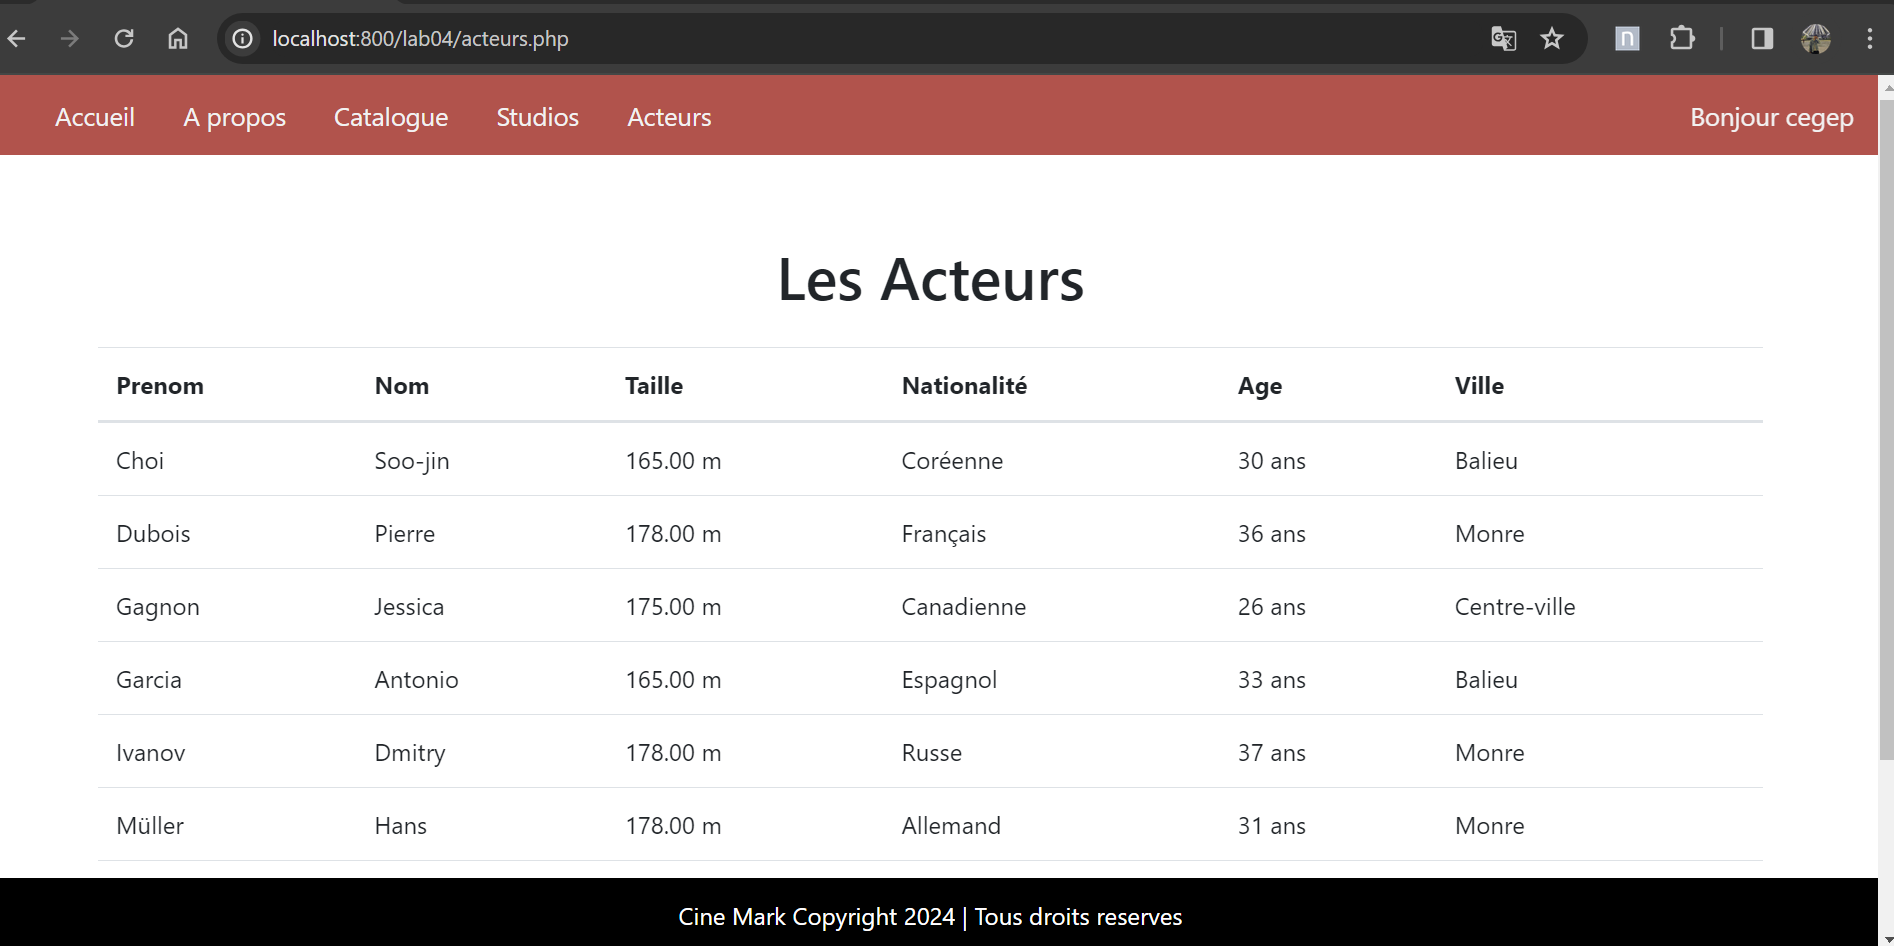 localhost:800/lab04/acteurs.php
Accueil A propos Catalogue Studios Acteurs Bonjour cegep
Les Acteurs
Prenom Nom Taille Nationalité Age Ville
Choi Soo-jin 165.00 m Coréenne 30 ans Balieu
Dubois Pierre 178.00 m Français 36 ans Monre
Gagnon Jessica 175.00 m Canadienne 26 ans Centre-ville
Garcia Antonio 165.00 m Espagnol 33 ans Balieu
Ivanov Dmitry 178.00 m Russe 37 ans Monre
Müller Hans 178.00 m Allemand 31 ans Monre
Cine Mark Copyright 2024 | Tous droits reserves